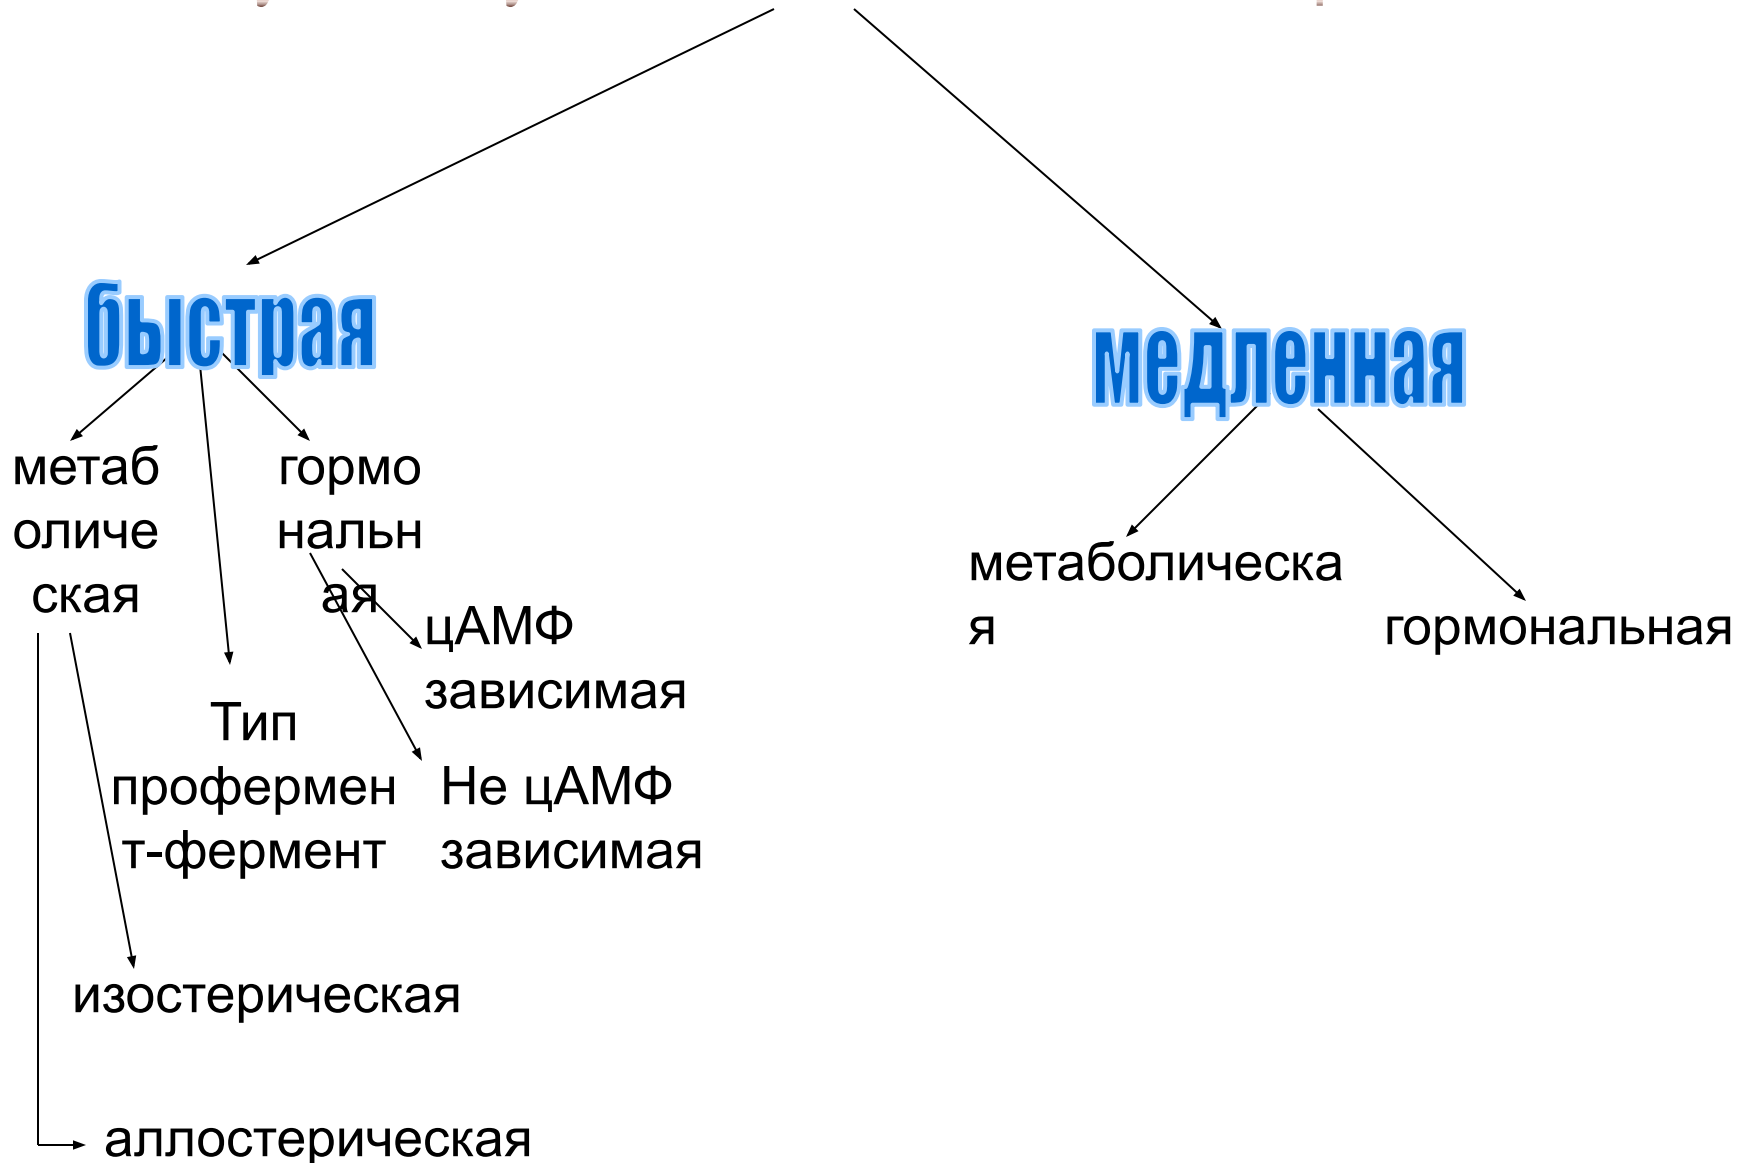 быстрая
медленная
метаб
оличе
ская
гормо
нальн
ая
цАМФ
зависимая
Тип
профермен
т-фермент
Не цАМФ
зависимая
изостерическая
аллостерическая
метаболическа
я
гормональная